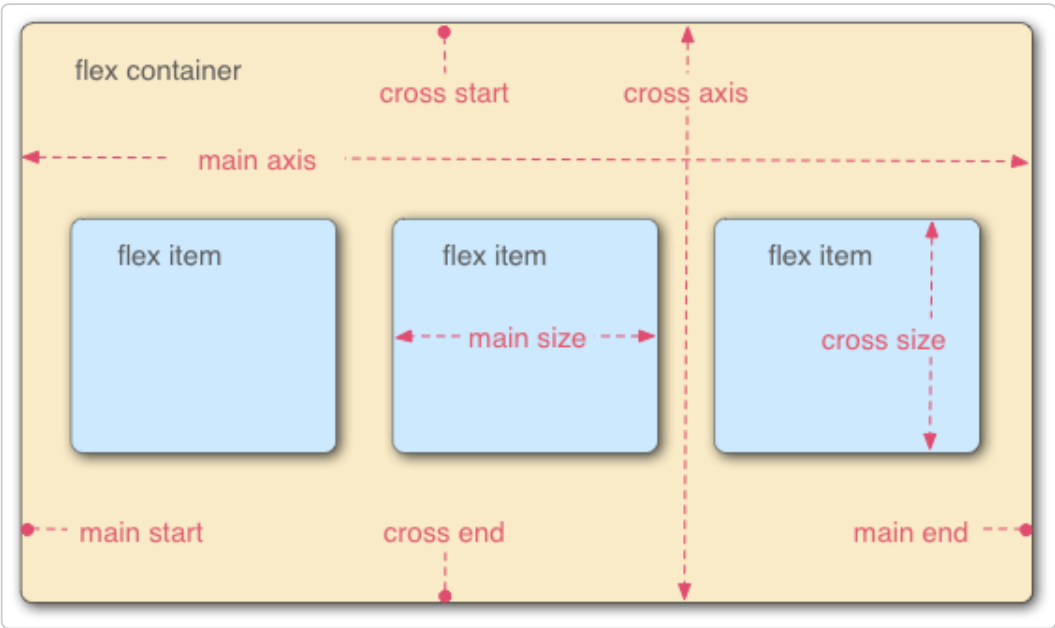 flex container
cross start
cross axis
main axis
flex item
flex item
flex item
main size
cross size
main start
cross end
main end